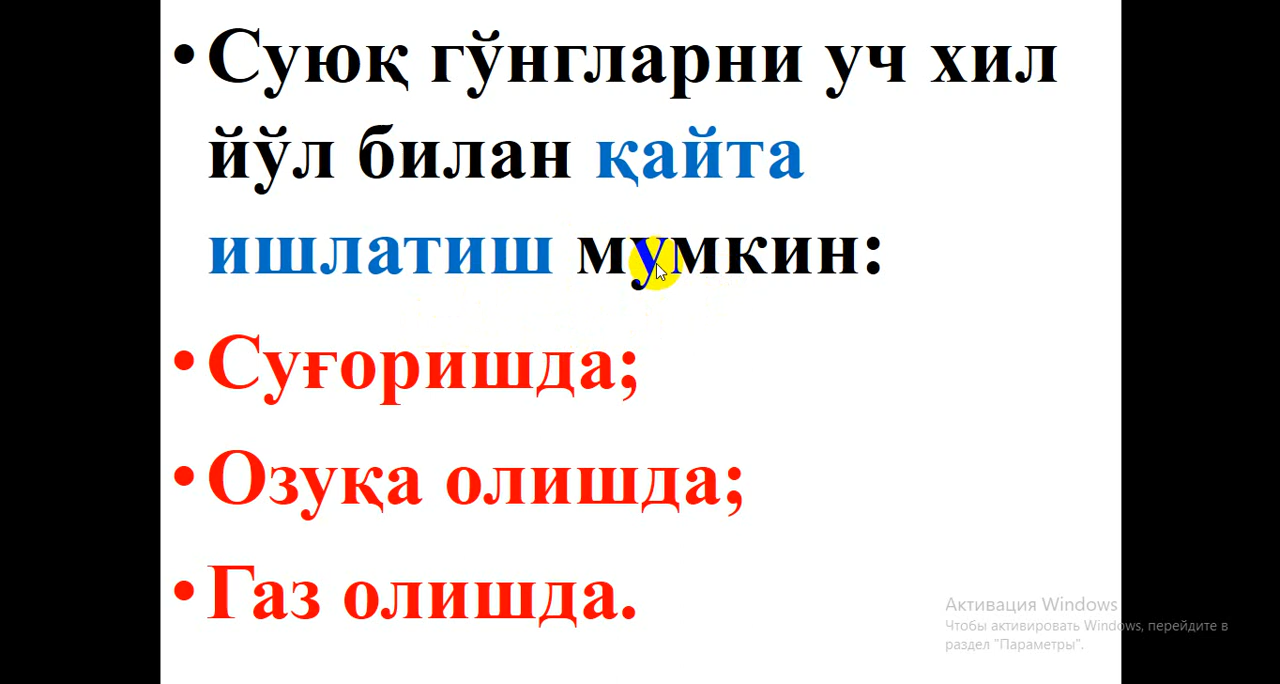 • Суюқ гўнгларни уч хил
йўл билан қайта
ишлатиш мумкин:
• Суғоришда;
• Озуқа олишда;
• Газ олишда.
Активация Windows
Чтобы активировать Windows, перейдите в
раздел "Параметры".